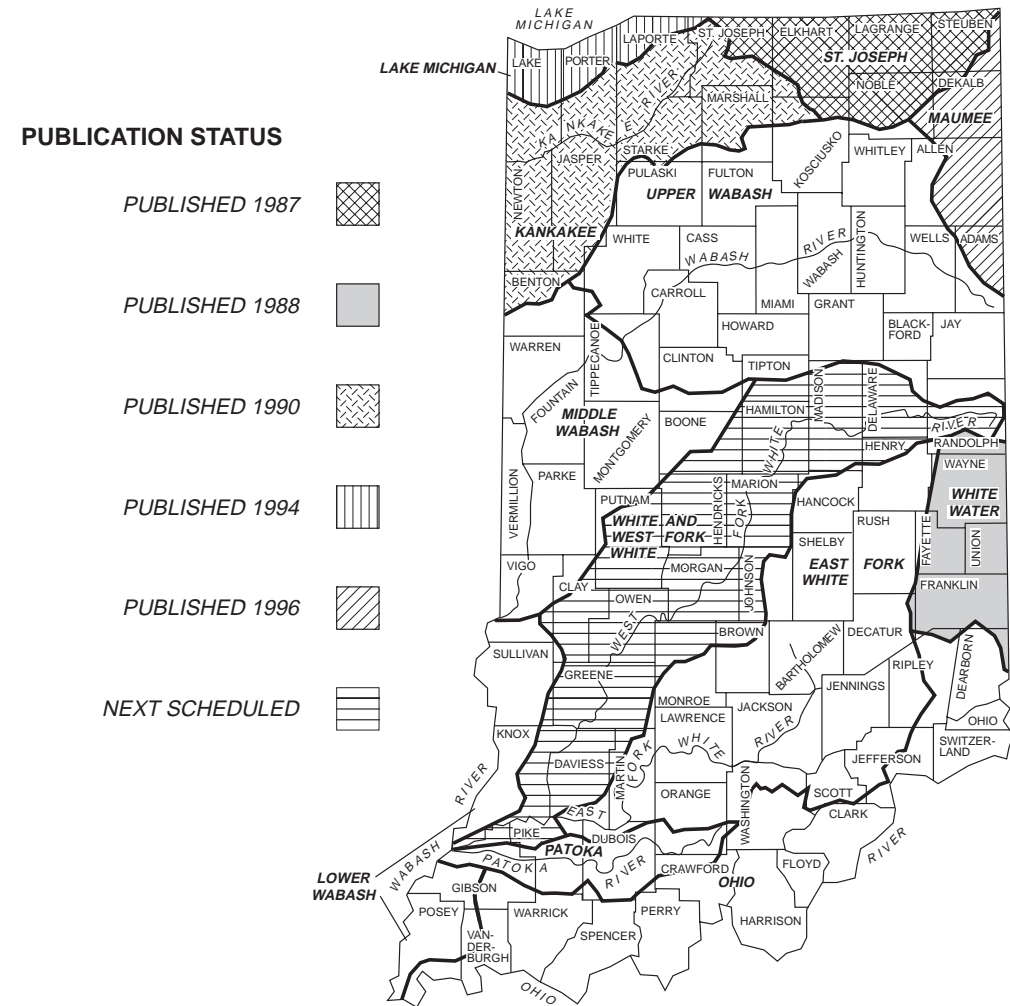 PUBLICATION STATUS
PUBLISHED 1987
PUBLISHED 1988
PUBLISHED 1990
PUBLISHED 1994
PUBLISHED 1996
NEXT SCHEDULED
LAKE
MICHIGAN
LAKE MICHIGAN
LAKE
PORTER
LAPORTE
ST. JOSEPH
ELKHART
LAGRANGE
STEUBEN
ST. JOSEPH
NOBLE
DEKALB
MARSHALL
MAUMEE
KANKAKEE RIVER
STARKE
JASPER
NEWTON
KOSCIUSKO
WHITLEY
ALLEN
PULASKI
FULTON
UPPER WABASH
KANKAKEE
WHITE
CASS
WABASH RIVER
WABASH
HUNTINGTON
WELLS
ADAMS
BENTON
CARROLL
MIAMI
GRANT
HOWARD
BLACK-
FORD
JAY
WARREN
TIPPECANOE
CLINTON
TIPTON
MADISON
DELAWARE
FOUNTAIN
MIDDLE
WABASH
MONTGOMERY
BOONE
HAMILTON
WHITE RIVER
RANDOLPH
HENRY
WAYNE
VERMILLION
PARKE
PUTNAM
HENDRICKS
MARION
HANCOCK
WHITE
WATER
WHITE AND
WEST FORK
WHITE
FORK
RUSH
FAYETTE
UNION
SHELBY
EAST FORK
WHITE
VIGO
CLAY
MORGAN
JOHNSON
FRANKLIN
OWEN
WEST
BROWN
BARTHOLOMEW
DECATUR
SULLIVAN
RIPLEY
DEARBORN
GREENE
JENNINGS
MONROE
JACKSON
LAWRENCE
OHIO
KNOX
SWITZER-
LAND
WHITE RIVER
JEFFERSON
DAVIESS
MARTIN
FORK
ORANGE
WASHINGTON
SCOTT
CLARK
RIVER
EAST
PIKE
DUBOIS
PATOKA
WABASH
PATOKA RIVER
CRAWFORD
OHIO
FLOYD
RIVER
LOWER
WABASH
GIBSON
POSEY
WARRICK
PERRY
HARRISON
VAN-
DER-
BURGH
SPENCER
OHIO